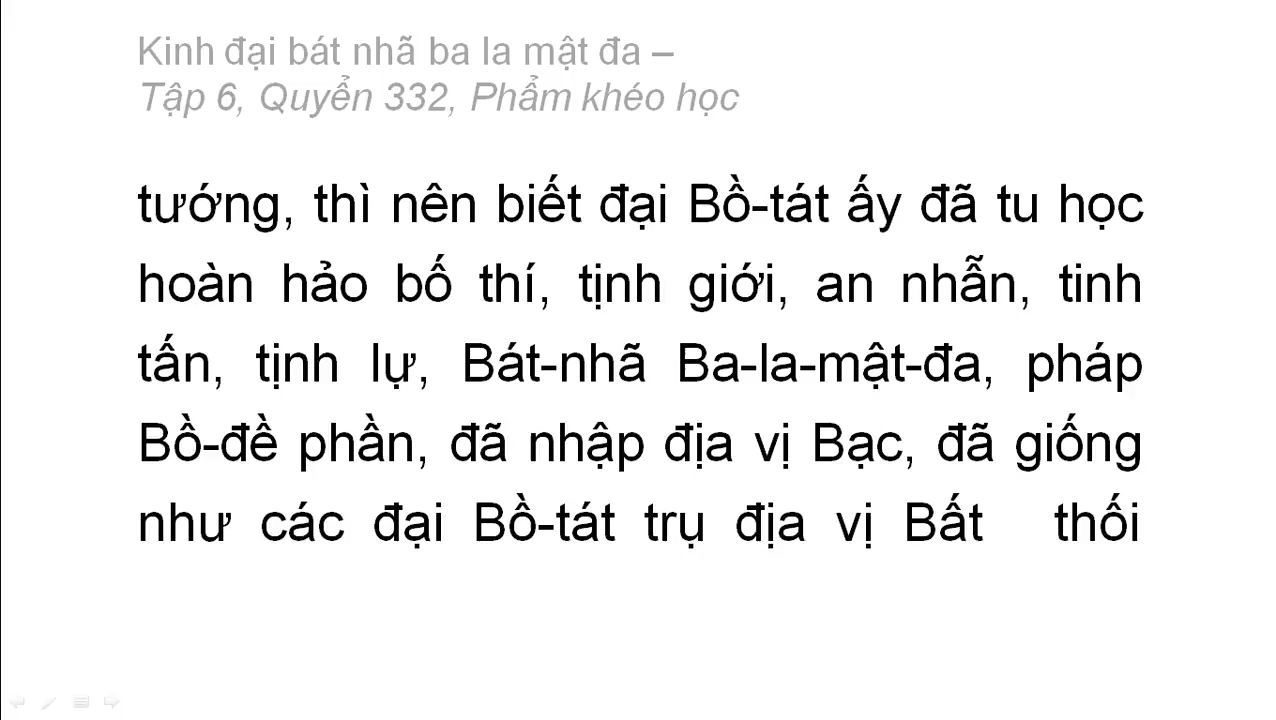 Kinh đại bát nhã ba la mật đa –
Tập 6, Quyển 332, Phẩm khéo học
tướng, thì nên biết đại Bồ-tát ấy đã tu học
hoàn hảo bố thí, tịnh giới, an nhẫn, tinh
tấn, tịnh lự, Bát-nhã Ba-la-mật-đa, pháp
Bồ-đề phần, đã nhập địa vị Bạc, đã giống
như các đại Bồ-tát trụ địa vị Bất thối